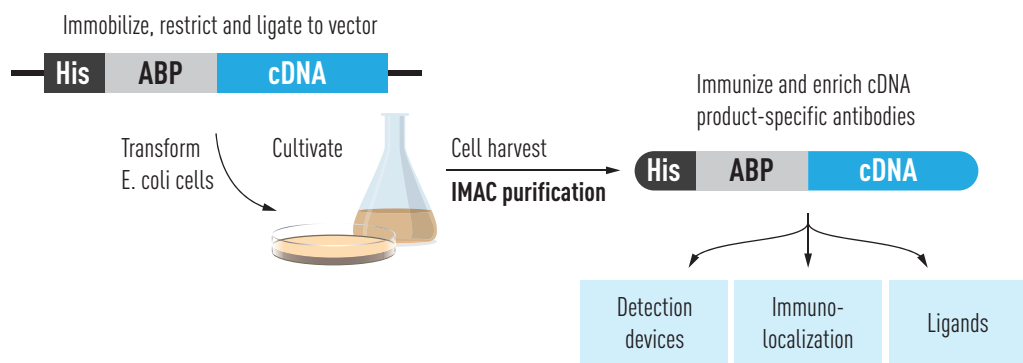 Immobilize, restrict and ligate to vector
His ABP cDNA
Transform
E. coli cells
Cultivate
Cell harvest
IMAC purification
Immunize and enrich cDNA
product-specific antibodies
His ABP cDNA
Detection
devices
Immuno-
localization
Ligands